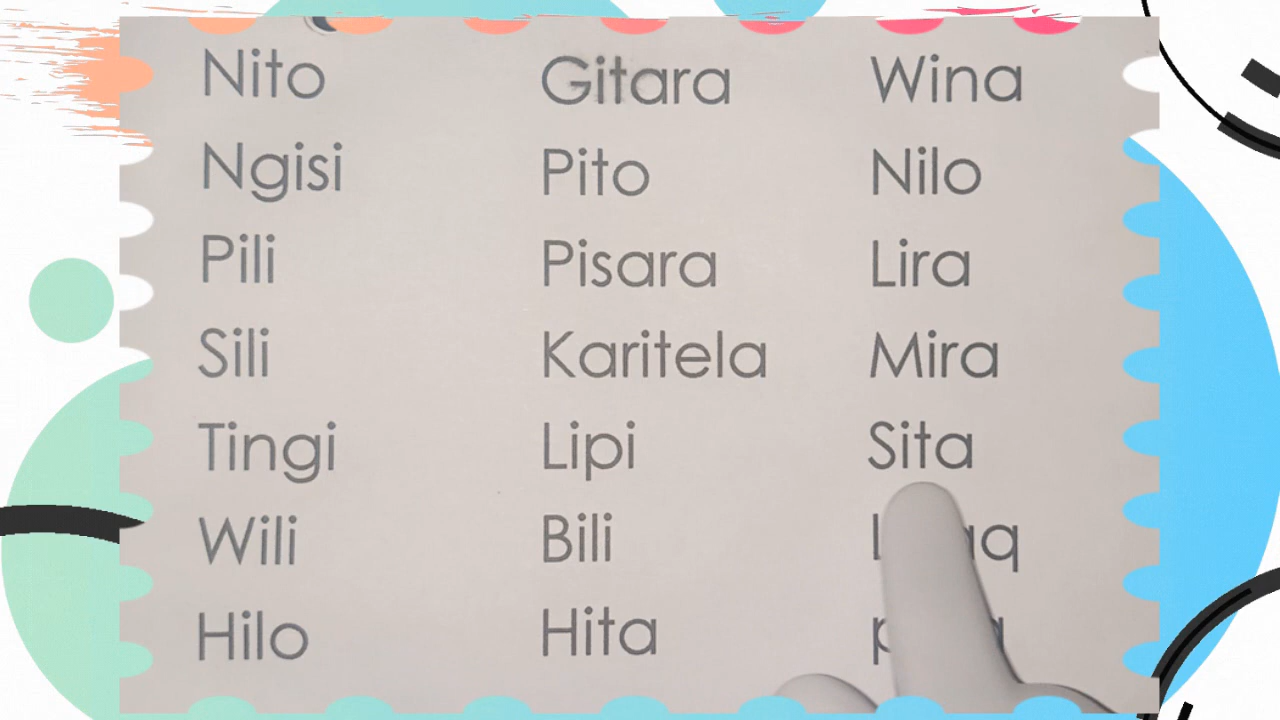 Nito Gitara Wina
Ngisi Pito Nilo
Pili Pisara Lira
Sili Karitela Mira
Tingi Lipi Sita
Wili Bili
Hilo Hita